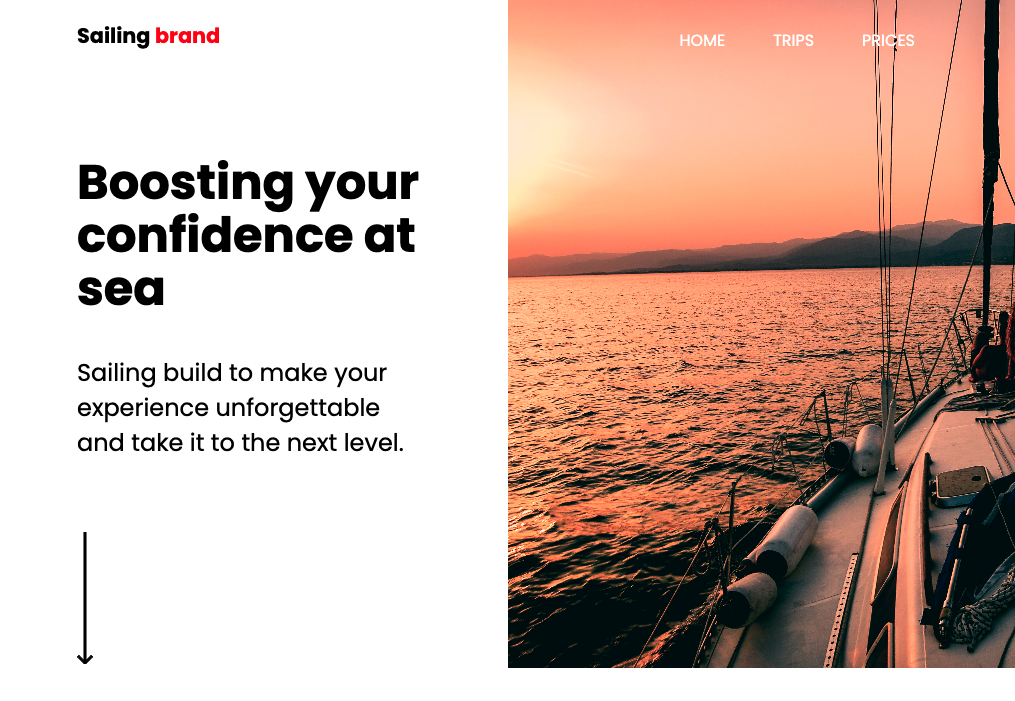 Sailing brand
HOME TRIPS PRICES
Boosting your
confidence at
sea
Sailing build to make your
experience unforgettable
and take it to the next level.